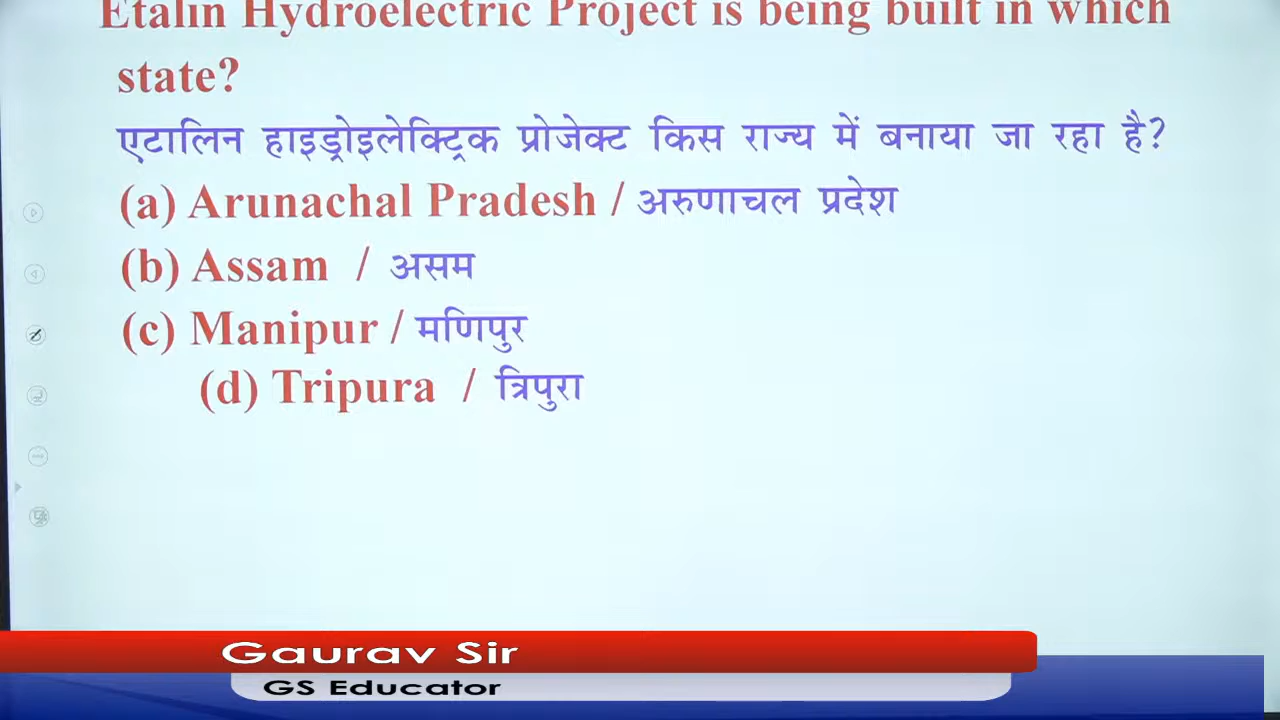 Etalin Hydroelectric Project is being built in which
state?
एटालिन हाइड्रोइलेक्ट्रिक प्रोजेक्ट किस राज्य में बनाया जा रहा है?
(a) Arunachal Pradesh / अरुणाचल प्रदेश
(b) Assam / असम
(c) Manipur / मणिपुर
(d) Tripura / त्रिपुरा
Gaurav Sir
GS Educator